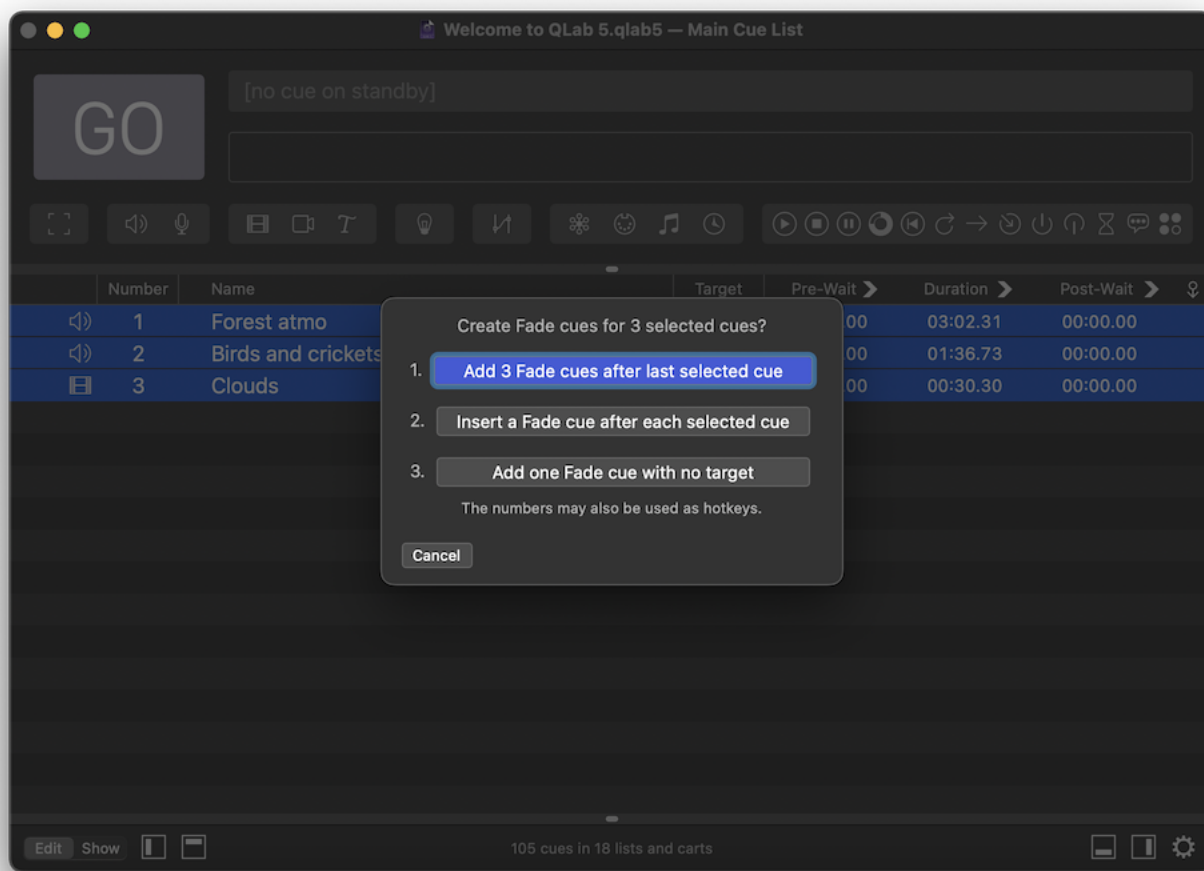 Welcome to QLab 5.qlab5 — Main Cue List
GO
[no cue on standby]
Number Name Target Pre-Wait Duration Post-Wait
1 Forest atmo 00 03:02.31 00:00.00
2 Birds and crickets 00 01:36.73 00:00.00
3 Clouds 00 00:30.30 00:00.00
Create Fade cues for 3 selected cues?
1. Add 3 Fade cues after last selected cue
2. Insert a Fade cue after each selected cue
3. Add one Fade cue with no target
The numbers may also be used as hotkeys.
Cancel
Edit Show 105 cues in 18 lists and carts